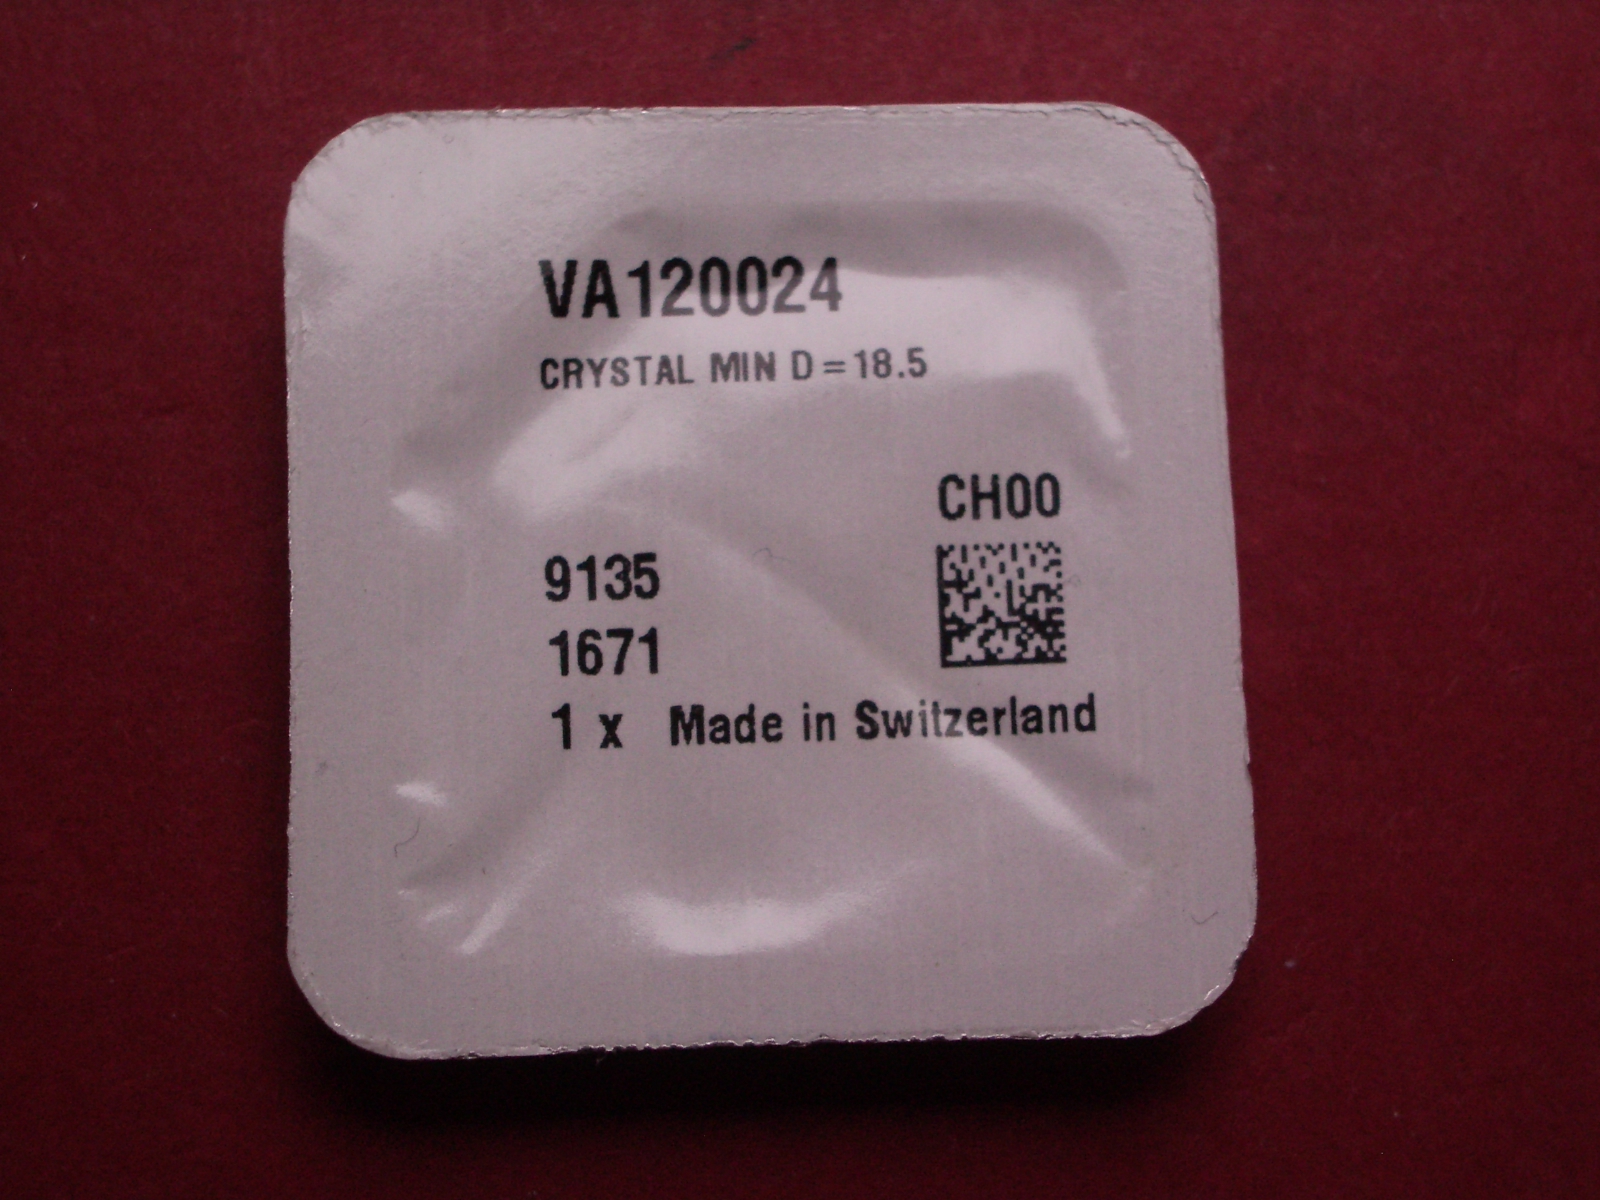 VA120024
CRYSTAL MIN D=18.5
CH00
9135
1671
1 x Made in Switzerland